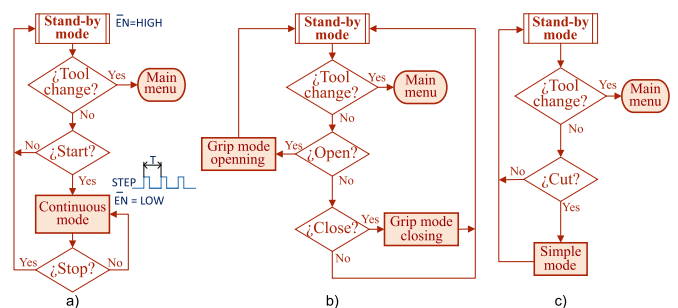 Stand-by
mode
EN=HIGH
¿Tool
change?
Yes
Main
menu
No
¿Start?
No
Yes
T
STEP
EN = LOW
Continuous
mode
¿Stop?
Yes
No
a)
Stand-by
mode
¿Tool
change?
Yes
Main
menu
No
Grip mode
openning
Yes
¿Open?
No
¿Close?
Yes
Grip mode
closing
No
b)
Stand-by
mode
¿Tool
change?
Yes
Main
menu
No
¿Cut?
No
Yes
Simple
mode
c)